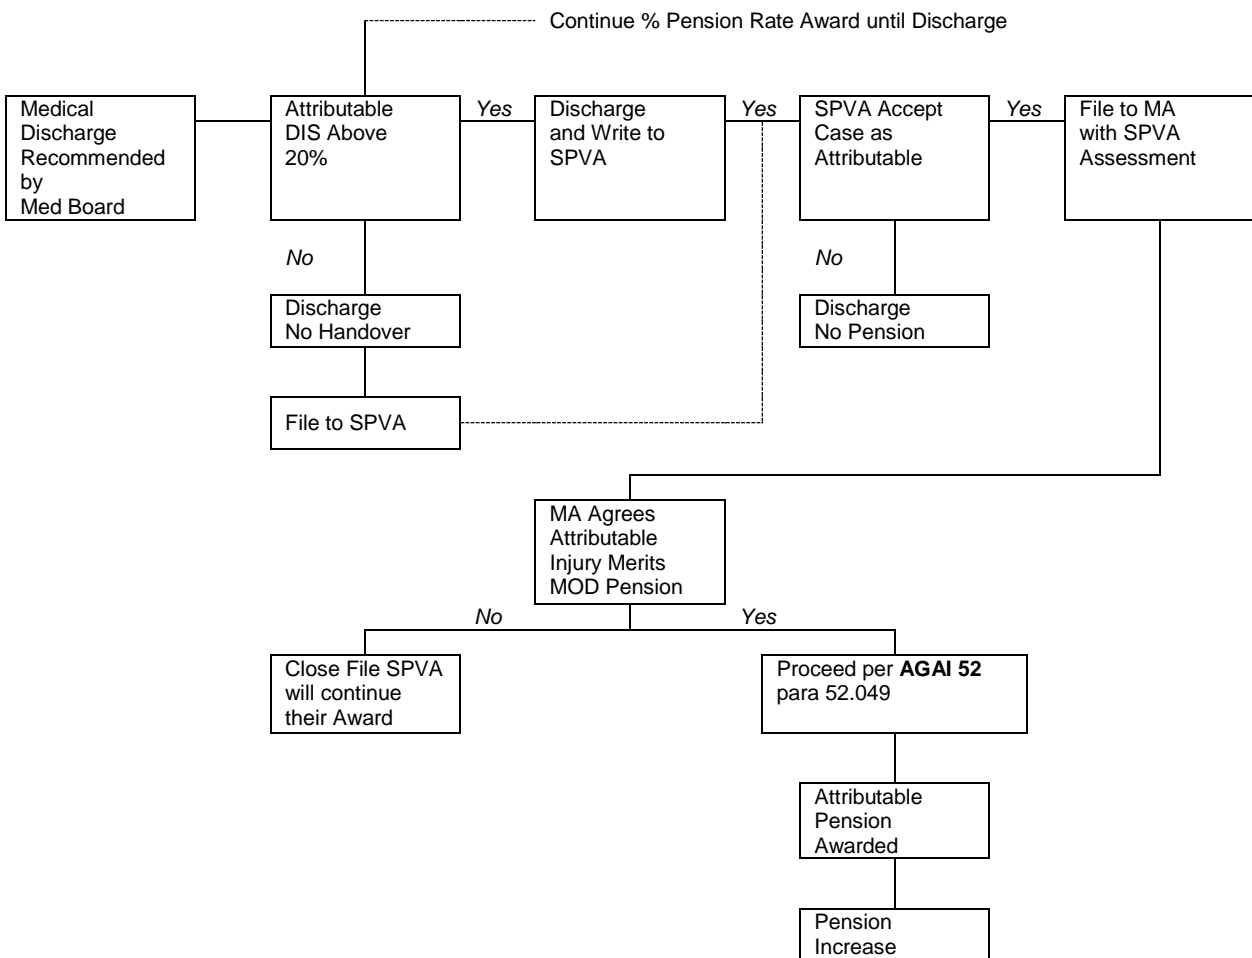 Continue % Pension Rate Award until Discharge
Medical
Discharge
Recommended
by
Med Board
Attributable
DIS Above
20%
Yes
Discharge
and Write to
SPVA
Yes
SPVA Accept
Case as
Attributable
Yes
File to MA
with SPVA
Assessment
No
Discharge
No Handover
No
Discharge
No Pension
File to SPVA
MA Agrees
Attributable
Injury Merits
MOD Pension
No
Yes
Close File SPVA
will continue
their Award
Proceed per AGAI 52
para 52.049
Attributable
Pension
Awarded
Pension
Increase